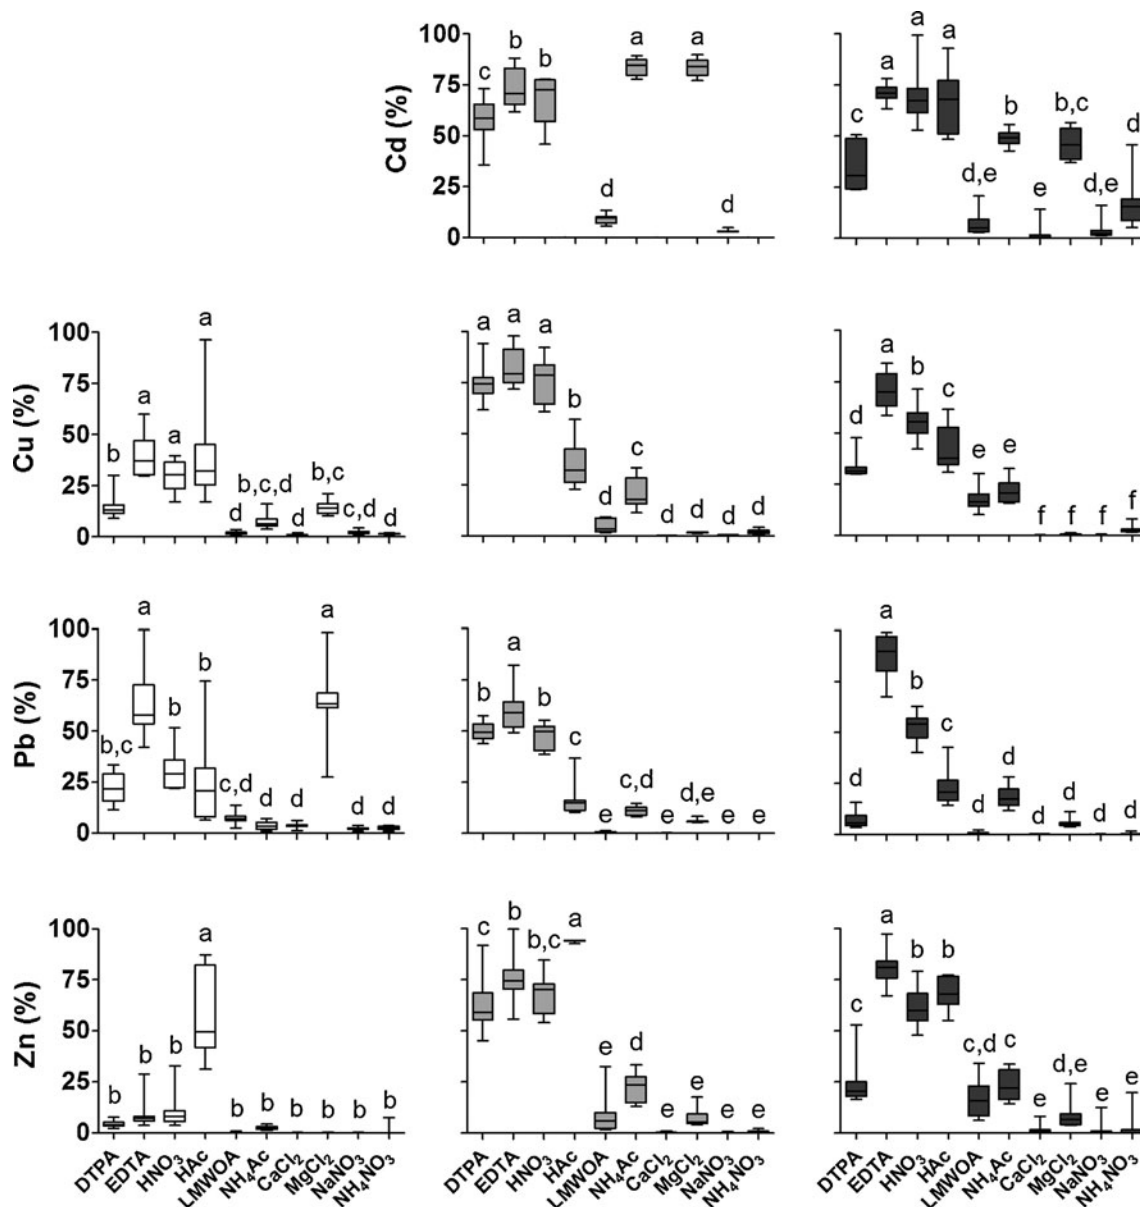 Cd (%)
100
75
50
25
0
c b b d a d a
c a a a d,e b e b,c d,e d
Cu (%)
100
75
50
25
0
b a a a d b,c,d d b,c c,d d
a a a b d c d d d d
d a b c e e f f f f
Pb (%)
100
75
50
25
0
b,c a b b c,d d d a d d
b a b c e c,d e d,e e e
d a b c d d d d d d
Zn (%)
100
75
50
25
0
b b b a b b b b b b
c b b,c a e d e e e e
c a b b c,d c e d,e e e
DTPA EDTA HNO₃ HAc LMWOA NH₄Ac CaCl₂ MgCl₂ NaNO₃ NH₄NO₃
DTPA EDTA HNO₃ HAc LMWOA NH₄Ac CaCl₂ MgCl₂ NaNO₃ NH₄NO₃
DTPA EDTA HNO₃ HAc LMWOA NH₄Ac CaCl₂ MgCl₂ NaNO₃ NH₄NO₃